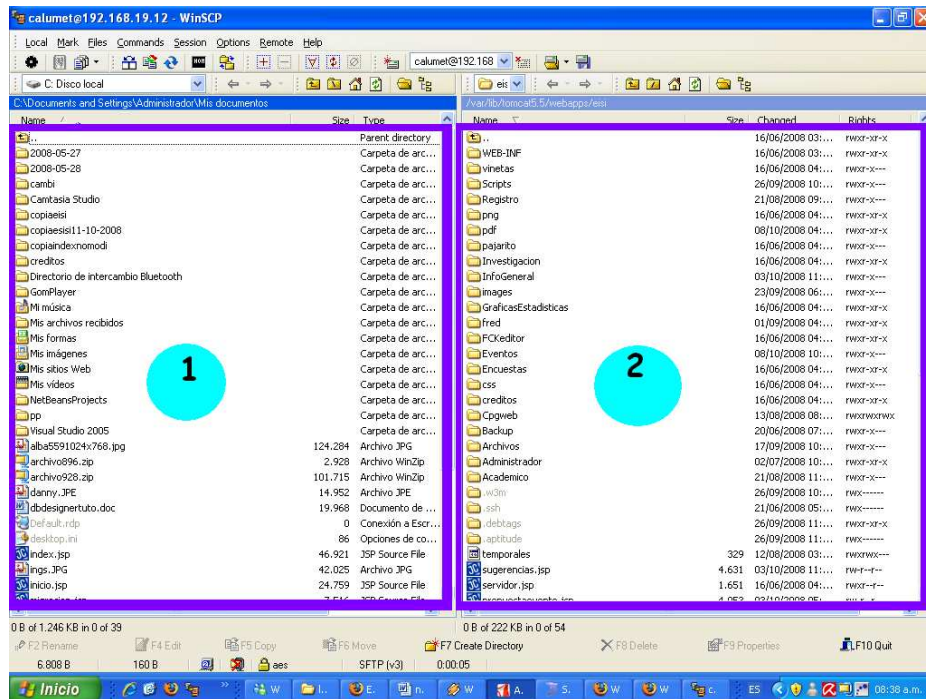 calumet@192.168.19.12 - WinSCP
Local Mark Files Commands Session Options Remote Help
calumet@192.168
C: Disco local
eis
C:\Documents and Settings\Administrador\Mis documentos
/var/lib/tomcat5.5/webapps/eisi
Name Size Type
Name Size Changed Rights
.. Parent directory
2008-05-27 Carpeta de arc...
2008-05-28 Carpeta de arc...
cambi Carpeta de arc...
Camtasia Studio Carpeta de arc...
copiaeisi Carpeta de arc...
copiaesisi11-10-2008 Carpeta de arc...
copiaindexnomodi Carpeta de arc...
creditos Carpeta de arc...
Directorio de intercambio Bluetooth Carpeta de arc...
GomPlayer Carpeta de arc...
Mi música Carpeta de arc...
Mis archivos recibidos Carpeta de arc...
Mis formas Carpeta de arc...
Mis imágenes Carpeta de arc...
Mis sitios Web Carpeta de arc...
Mis vídeos Carpeta de arc...
NetBeansProjects Carpeta de arc...
pp Carpeta de arc...
Visual Studio 2005 Carpeta de arc...
alba5591024x768.jpg 124.284 Archivo JPG
archivo896.zip 2.928 Archivo WinZip
archivo928.zip 101.715 Archivo WinZip
danny.JPE 14.952 Archivo JPE
dbdesignertuto.doc 19.968 Documento de ...
Default.rdp 0 Conexión a Escr...
desktop.ini 86 Opciones de co...
index.jsp 46.921 JSP Source File
ings.JPG 42.025 Archivo JPG
inicio.jsp 24.759 JSP Source File
1
.. 16/06/2008 03:... rwxr-xr-x
WEB-INF 16/06/2008 03:... rwxr-xr-x
vinetas 16/06/2008 04:... rwxr-x---
Scripts 26/09/2008 10:... rwxr-x---
Registro 21/08/2008 09:... rwxr-x---
png 16/06/2008 04:... rwxr-xr-x
pdf 08/10/2008 04:... rwxr-xr-x
pajarito 16/06/2008 04:... rwxr-x---
Investigacion 16/06/2008 04:... rwxr-xr-x
InfoGeneral 03/10/2008 11:... rwxr-x---
images 23/09/2008 06:... rwxr-x---
GraficasEstadisticas 16/06/2008 04:... rwxr-xr-x
fred 01/09/2008 04:... rwxr-xr-x
FCKeditor 16/06/2008 04:... rwxr-xr-x
Eventos 08/10/2008 10:... rwxr-x---
Encuestas 16/06/2008 04:... rwxr-xr-x
css 16/06/2008 04:... rwxr-x---
creditos 16/06/2008 04:... rwxr-xr-x
Cpgweb 13/08/2008 08:... rwxrwxrwx
Backup 20/06/2008 07:... rwxr-x---
Archivos 17/09/2008 10:... rwxr-x---
Administrador 02/07/2008 10:... rwxr-xr-x
Academico 21/08/2008 11:... rwxr-x---
.w3m 26/09/2008 10:... rwx------
.ssh 21/06/2008 05:... rwx------
.debtags 26/09/2008 11:... rwxr-xr-x
.aptitude 26/09/2008 11:... rwx------
temporales 329 12/08/2008 03:... rwxrwx---
sugerencias.jsp 4.631 03/10/2008 11:... rw-r--r--
servidor.jsp 1.651 16/06/2008 04:... rwxr--r--
2
0 B of 1.246 KB in 0 of 39
0 B of 222 KB in 0 of 54
F2 Rename F4 Edit F5 Copy F6 Move F7 Create Directory F8 Delete F9 Properties F10 Quit
6.808 B 160 B aes SFTP (v3) 0:00:05
Inicio W I.. E. n. W A. S. W W c. ES 08:38 a.m.